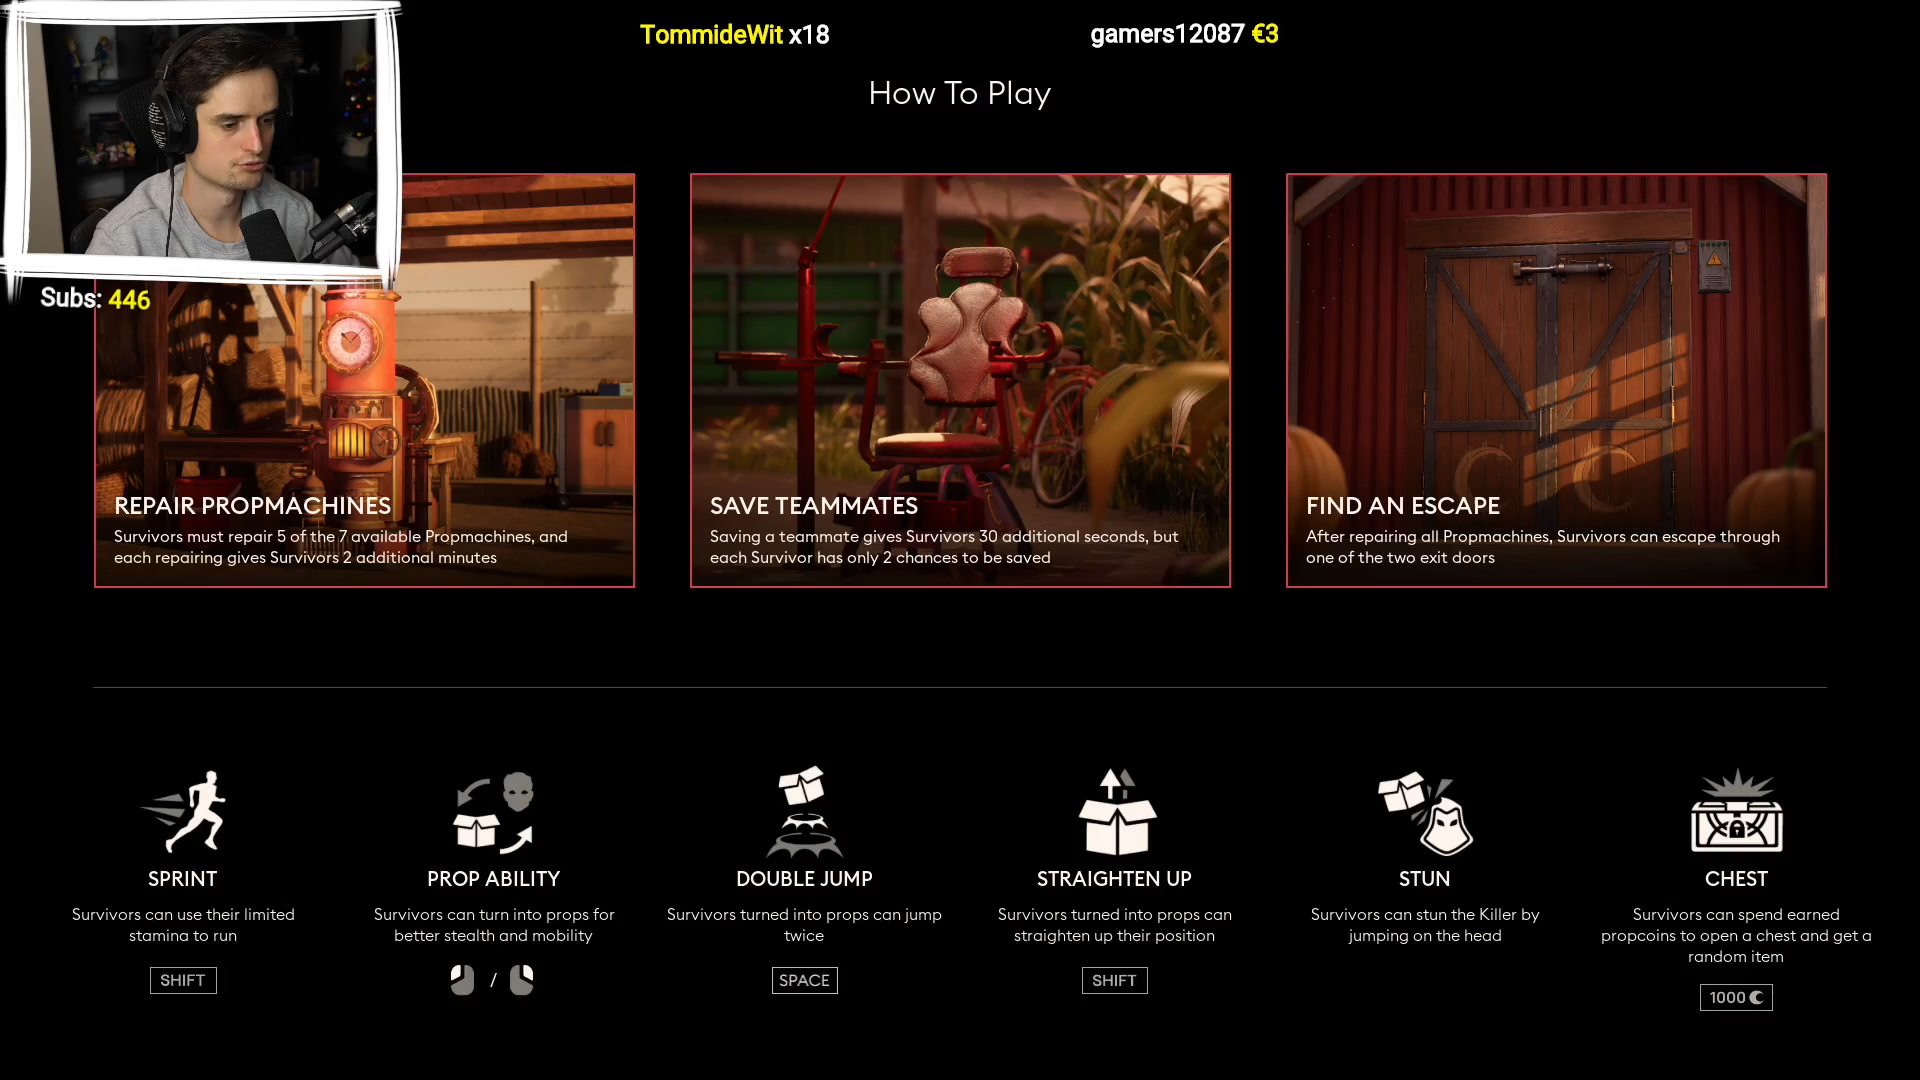 TommideWit x18
gamers12087 €3
How To Play
Subs: 446
REPAIR PROPMACHINES
Survivors must repair 5 of the 7 available Propmachines, and
each repairing gives Survivors 2 additional minutes
SAVE TEAMMATES
Saving a teammate gives Survivors 30 additional seconds, but
each Survivor has only 2 chances to be saved
FIND AN ESCAPE
After repairing all Propmachines, Survivors can escape through
one of the two exit doors
SPRINT
Survivors can use their limited
stamina to run
SHIFT
PROP ABILITY
Survivors can turn into props for
better stealth and mobility
/
DOUBLE JUMP
Survivors turned into props can jump
twice
SPACE
STRAIGHTEN UP
Survivors turned into props can
straighten up their position
SHIFT
STUN
Survivors can stun the Killer by
jumping on the head
CHEST
Survivors can spend earned
propcoins to open a chest and get a
random item
1000